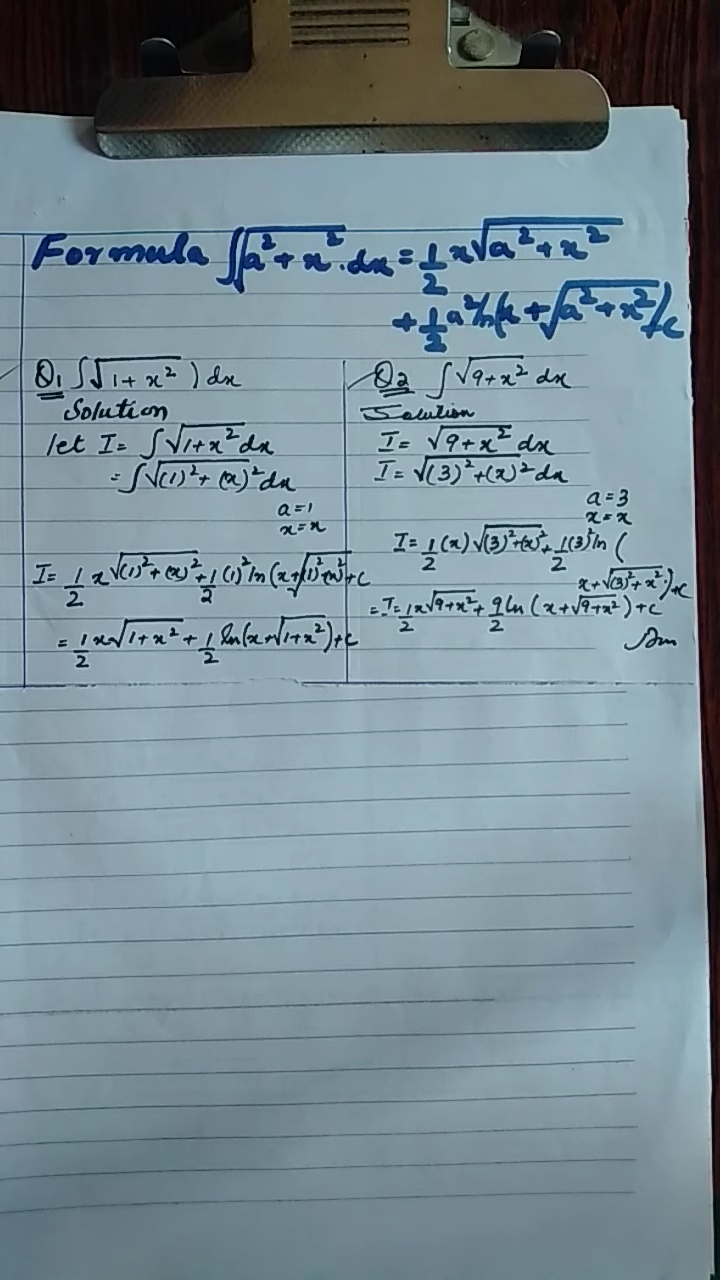 Formula ∫√a²+x² . dx = 1/2 x√a²+x²
+ 1/2 a² ln(x + √a²+x²)+c
Q1 ∫√1+x² ) dx
Solution
let I = ∫√1+x² dx
= ∫√(1)²+(x)² dx
a=1
x=x
I= 1/2 x√(1)²+(x)² + 1/2 (1)² ln(x+√(1)²+(x)²)+c
= 1/2 x√1+x² + 1/2 ln(x+√1+x²)+c
Q2 ∫√9+x² dx
Solution
I = √9+x² dx
I = √(3)²+(x)² dx
a=3
x=x
I= 1/2 (x) √(3)²+(x)² + 1/2 (3)² ln (
x+√(3)²+x²)+c
= I= 1/2 x√9+x² + 9/2 ln (x+√9+x²)+c
Ans